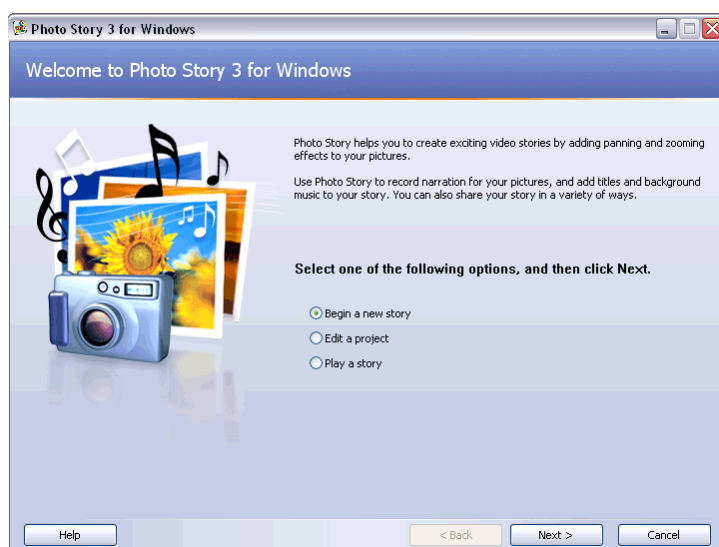 Photo Story 3 for Windows
Welcome to Photo Story 3 for Windows
Photo Story helps you to create exciting video stories by adding panning and zooming
effects to your pictures.
Use Photo Story to record narration for your pictures, and add titles and background
music to your story. You can also share your story in a variety of ways.
Select one of the following options, and then click Next.
Begin a new story
Edit a project
Play a story
Help
< Back
Next >
Cancel